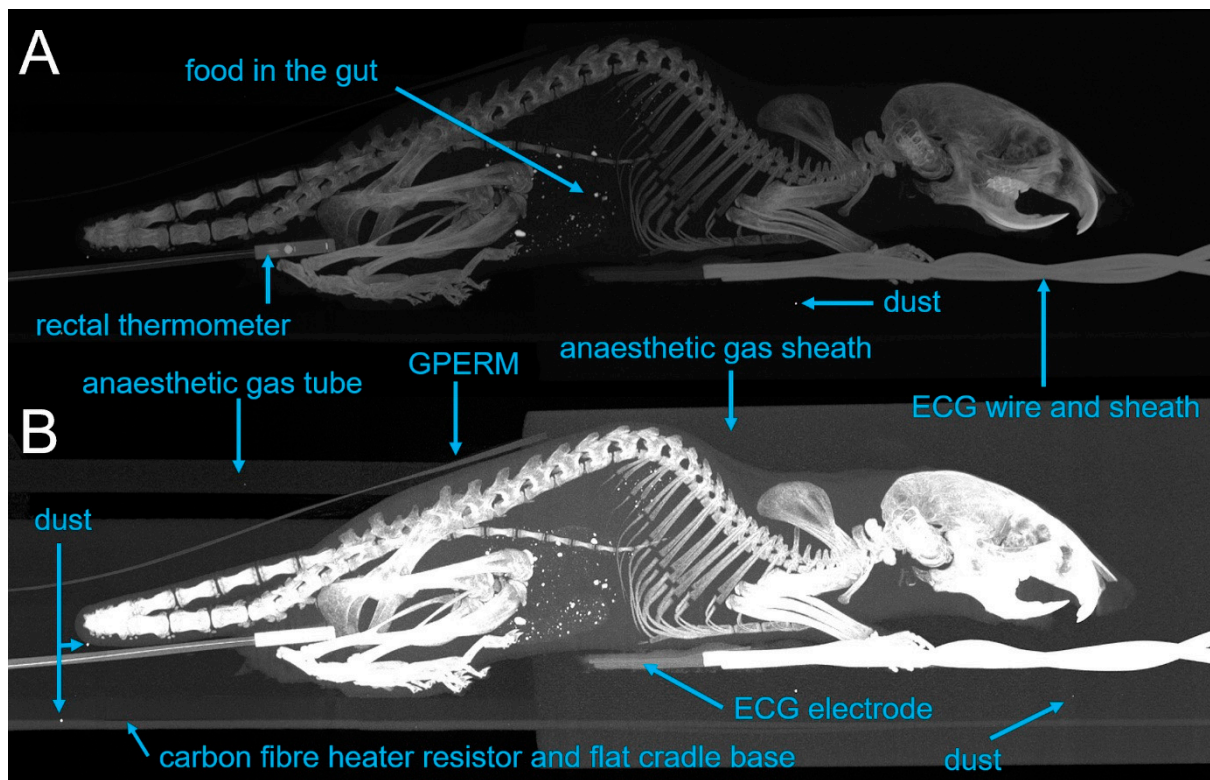 A
food in the gut
rectal thermometer
dust
anaesthetic gas tube
GPERM
anaesthetic gas sheath
ECG wire and sheath
B
dust
ECG electrode
carbon fibre heater resistor and flat cradle base
dust